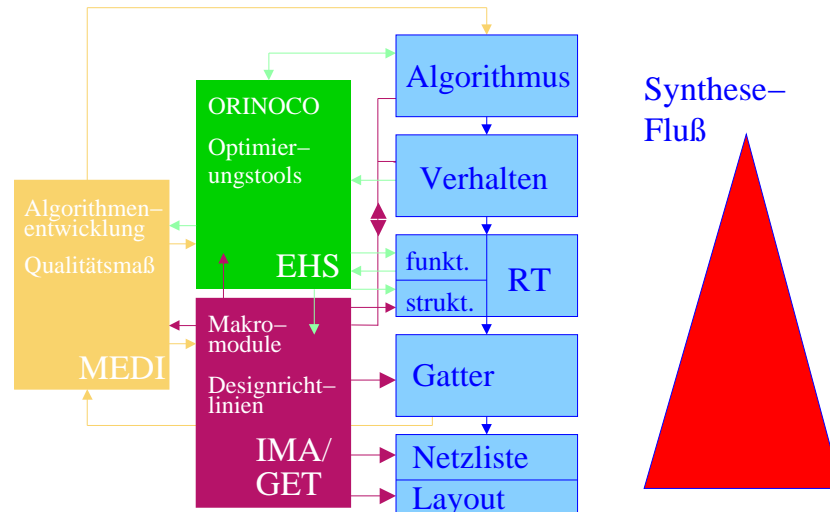 Algorithmus
Synthese–
Fluß
ORINOCO
Optimier–
ungstools
Verhalten
Algorithmen–
entwicklung
Qualitätsmaß
EHS
funkt.
RT
strukt.
Makro–
module
MEDI
Designricht–
linien
Gatter
IMA/
GET
Netzliste
Layout